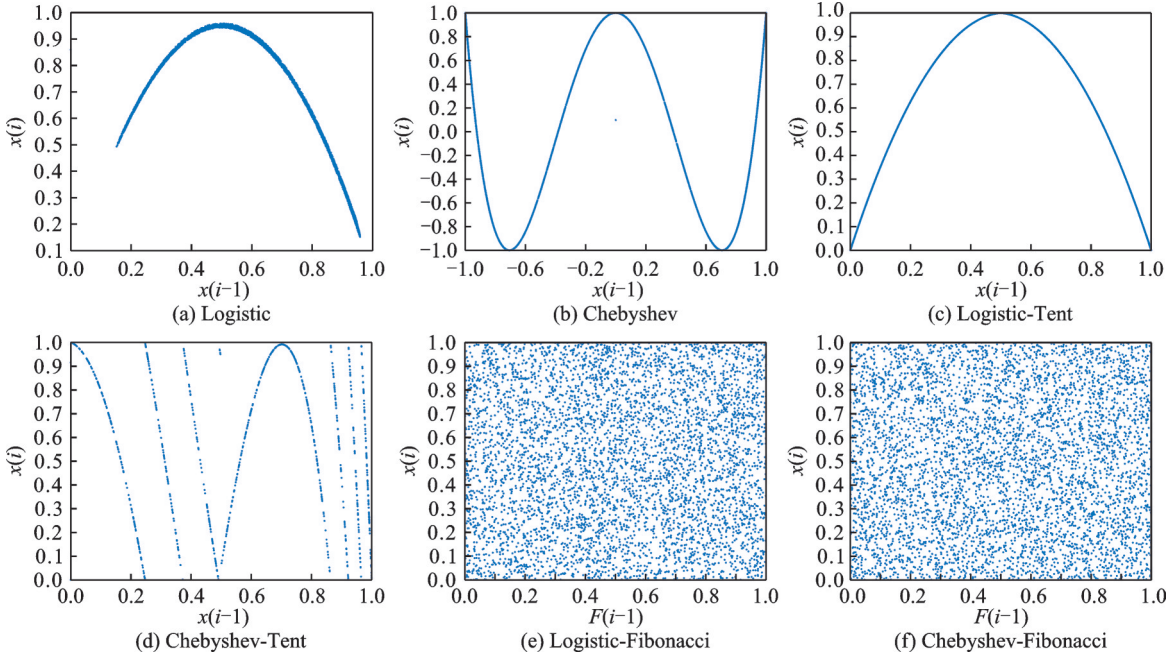 1.0
0.9
0.8
0.7
0.6
0.5
0.4
0.3
0.2
0.1
x(i)
0.0 0.2 0.4 0.6 0.8 1.0
x(i−1)
(a) Logistic
1.0
0.8
0.6
0.4
0.2
0.0
−0.2
−0.4
−0.6
−0.8
−1.0
x(i)
−1.0 −0.6 −0.2 0.2 0.6 1.0
x(i−1)
(b) Chebyshev
1.0
0.9
0.8
0.7
0.6
0.5
0.4
0.3
0.2
0.1
0.0
x(i)
0.0 0.2 0.4 0.6 0.8 1.0
x(i−1)
(c) Logistic-Tent
1.0
0.9
0.8
0.7
0.6
0.5
0.4
0.3
0.2
0.1
0.0
x(i)
0.0 0.2 0.4 0.6 0.8 1.0
x(i−1)
(d) Chebyshev-Tent
1.0
0.9
0.8
0.7
0.6
0.5
0.4
0.3
0.2
0.1
0.0
x(i)
0.0 0.2 0.4 0.6 0.8 1.0
F(i−1)
(e) Logistic-Fibonacci
1.0
0.9
0.8
0.7
0.6
0.5
0.4
0.3
0.2
0.1
0.0
x(i)
0.0 0.2 0.4 0.6 0.8 1.0
F(i−1)
(f) Chebyshev-Fibonacci